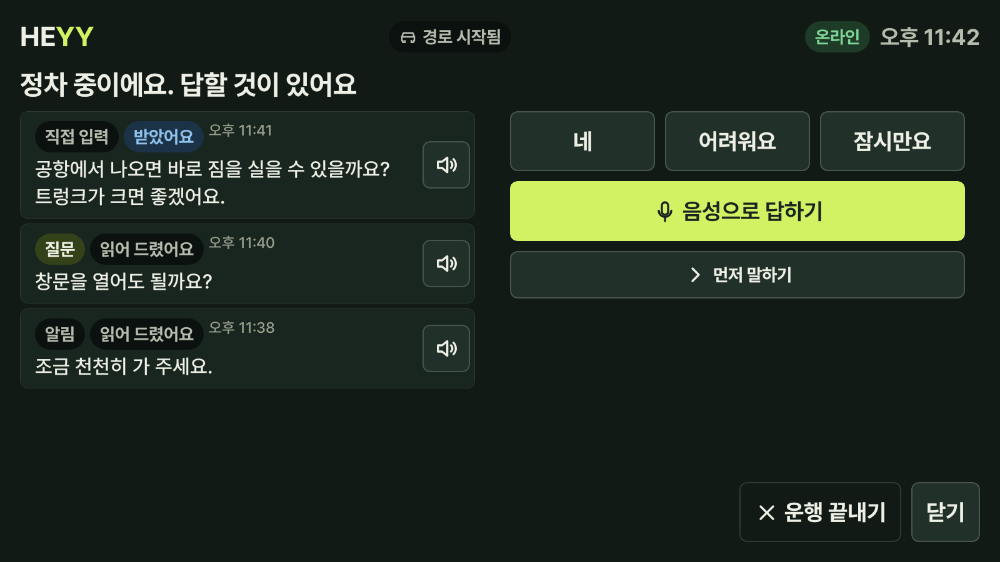 HEYY
경로 시작됨
온라인 오후 11:42
정차 중이에요. 답할 것이 있어요
직접 입력 받았어요 오후 11:41
공항에서 나오면 바로 짐을 실을 수 있을까요?
트렁크가 크면 좋겠어요.
질문 읽어 드렸어요 오후 11:40
창문을 열어도 될까요?
알림 읽어 드렸어요 오후 11:38
조금 천천히 가 주세요.
네
어려워요
잠시만요
음성으로 답하기
먼저 말하기
운행 끝내기
닫기